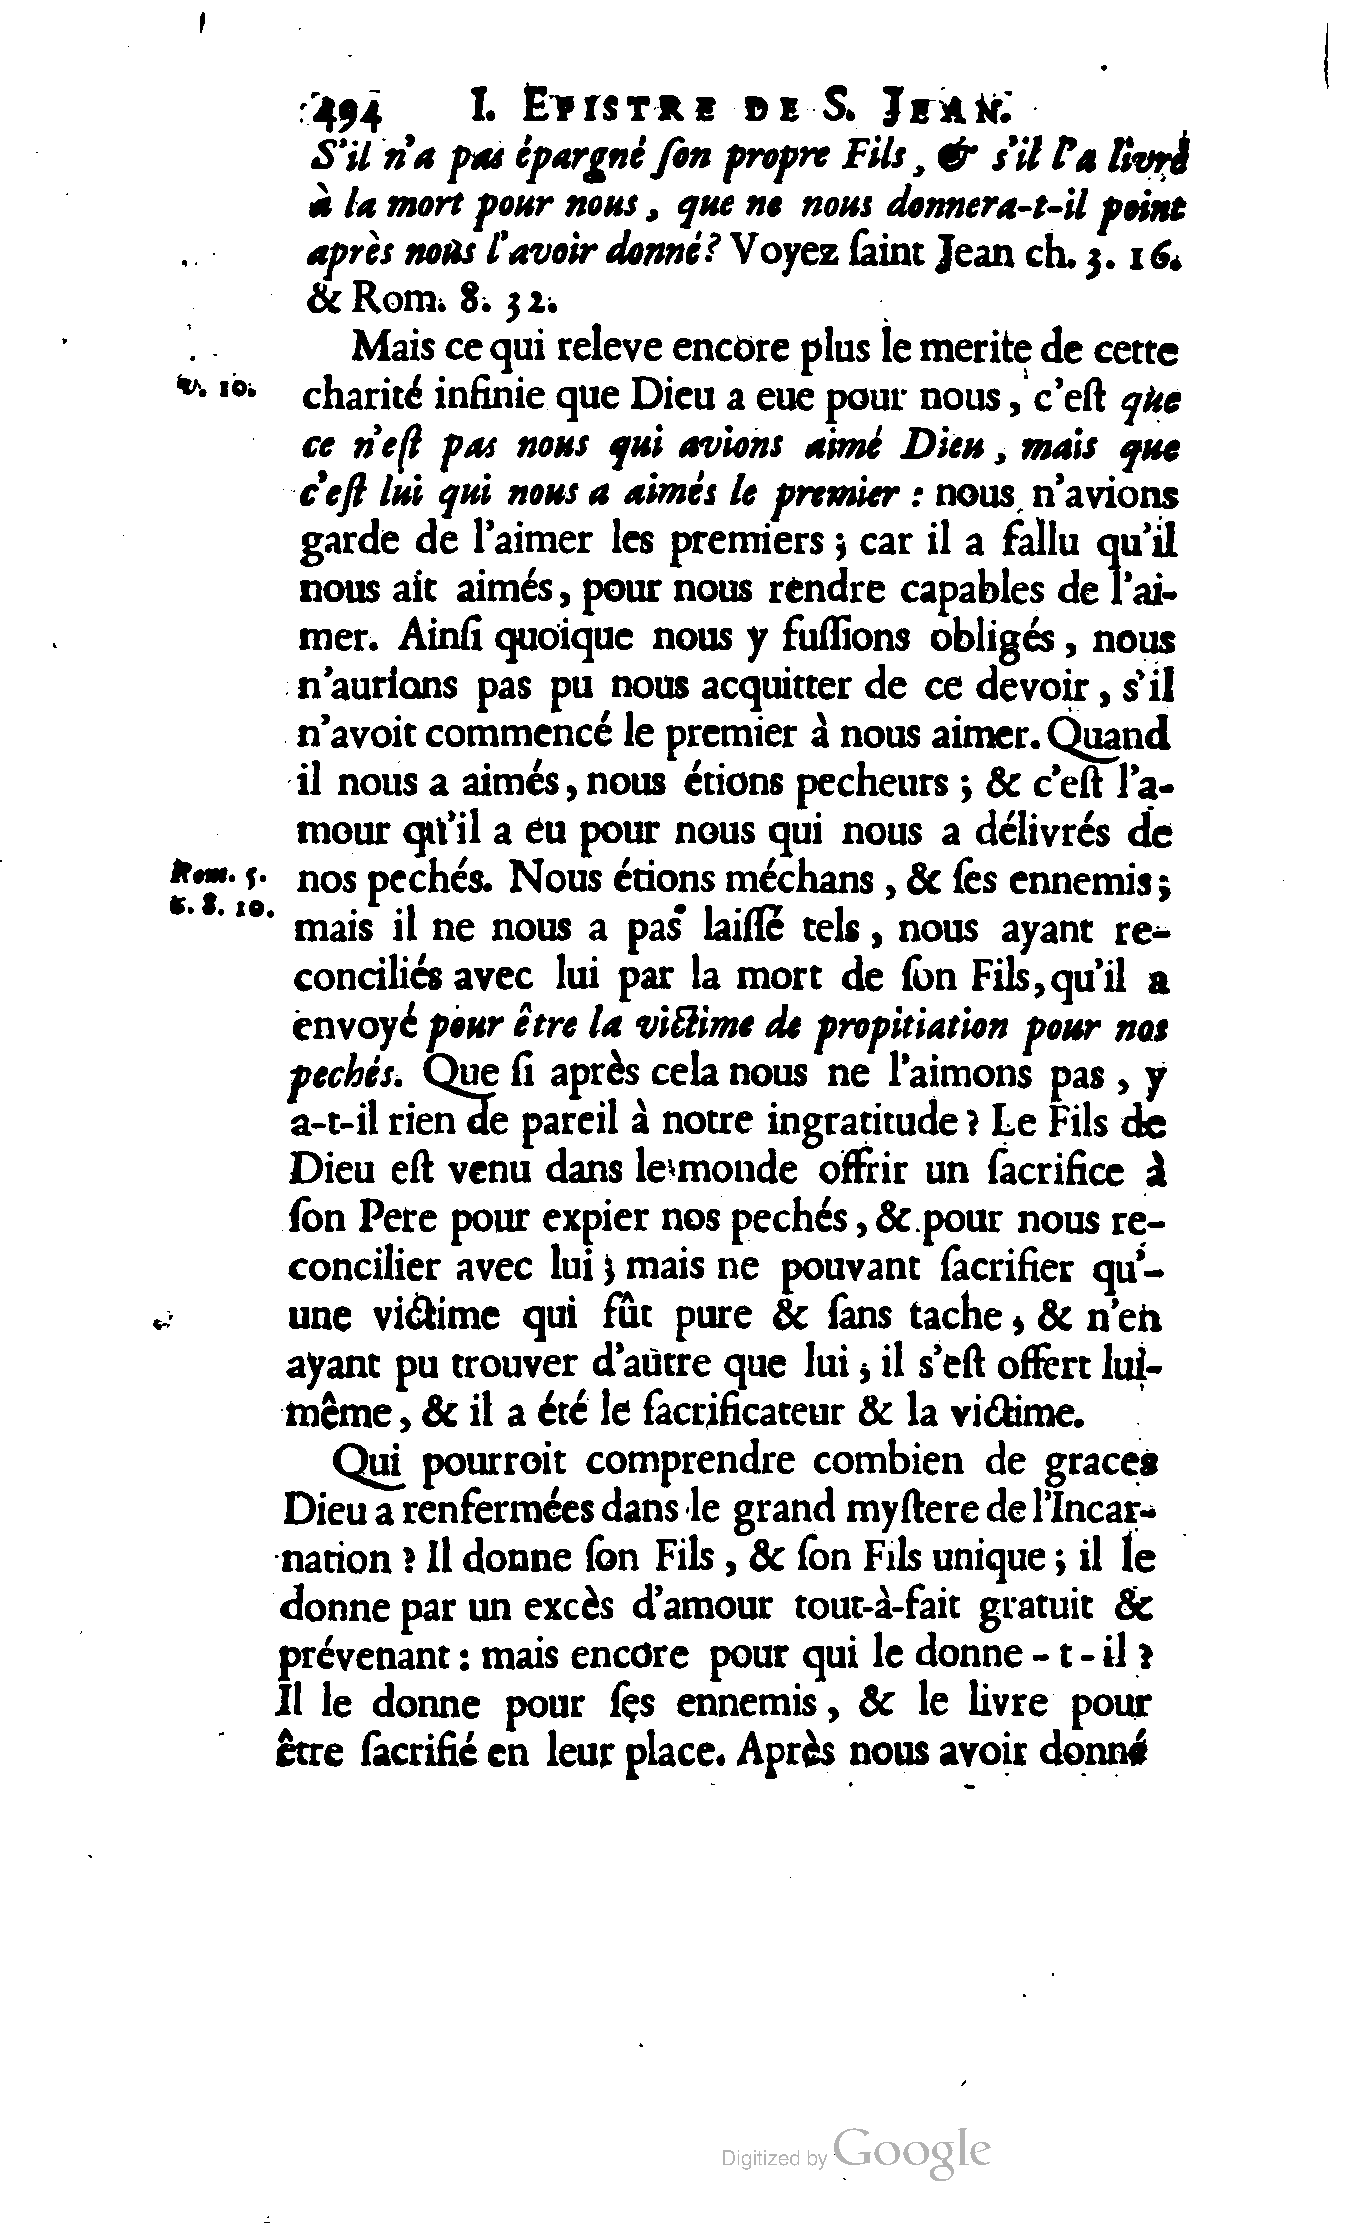 494 I. EPISTRE DE S. JEAN.
S'il n'a pas épargné ſon propre Fils, & s'il l'a livré
à la mort pour nous, que ne nous donnera-t-il point
après nous l'avoir donné? Voyez ſaint Jean ch. 3. 16.
& Rom. 8. 32.
Mais ce qui releve encore plus le merite de cette
v. 10. charité infinie que Dieu a eue pour nous, c'eſt que
ce n'eſt pas nous qui avions aimé Dieu, mais que
c'eſt lui qui nous a aimés le premier : nous n'avions
garde de l'aimer les premiers ; car il a fallu qu'il
nous ait aimés, pour nous rendre capables de l'ai-
mer. Ainſi quoique nous y fuſſions obligés, nous
n'aurions pas pu nous acquitter de ce devoir, s'il
n'avoit commencé le premier à nous aimer. Quand
il nous a aimés, nous étions pecheurs ; & c'eſt l'a-
mour qu'il a eu pour nous qui nous a délivrés de
Rom. 5. nos pechés. Nous étions méchans, & ſes ennemis ;
6. 8. 10. mais il ne nous a pas laiſſé tels, nous ayant re-
conciliés avec lui par la mort de ſon Fils, qu'il a
envoyé pour être la victime de propitiation pour nos
pechés. Que ſi après cela nous ne l'aimons pas, y
a-t-il rien de pareil à notre ingratitude ? Le Fils de
Dieu eſt venu dans le monde offrir un ſacrifice à
ſon Pere pour expier nos pechés, & pour nous re-
concilier avec lui ; mais ne pouvant ſacrifier qu'-
une victime qui fût pure & ſans tache, & n'en
ayant pu trouver d'autre que lui, il s'eſt offert lui-
même, & il a été le ſacrificateur & la victime.
Qui pourroit comprendre combien de graces
Dieu a renfermées dans le grand myſtere de l'Incar-
nation ? Il donne ſon Fils, & ſon Fils unique ; il le
donne par un excès d'amour tout-à-fait gratuit &
prévenant : mais encore pour qui le donne-t-il ?
Il le donne pour ſes ennemis, & le livre pour
être ſacrifié en leur place. Après nous avoir donné
Digitized by Google